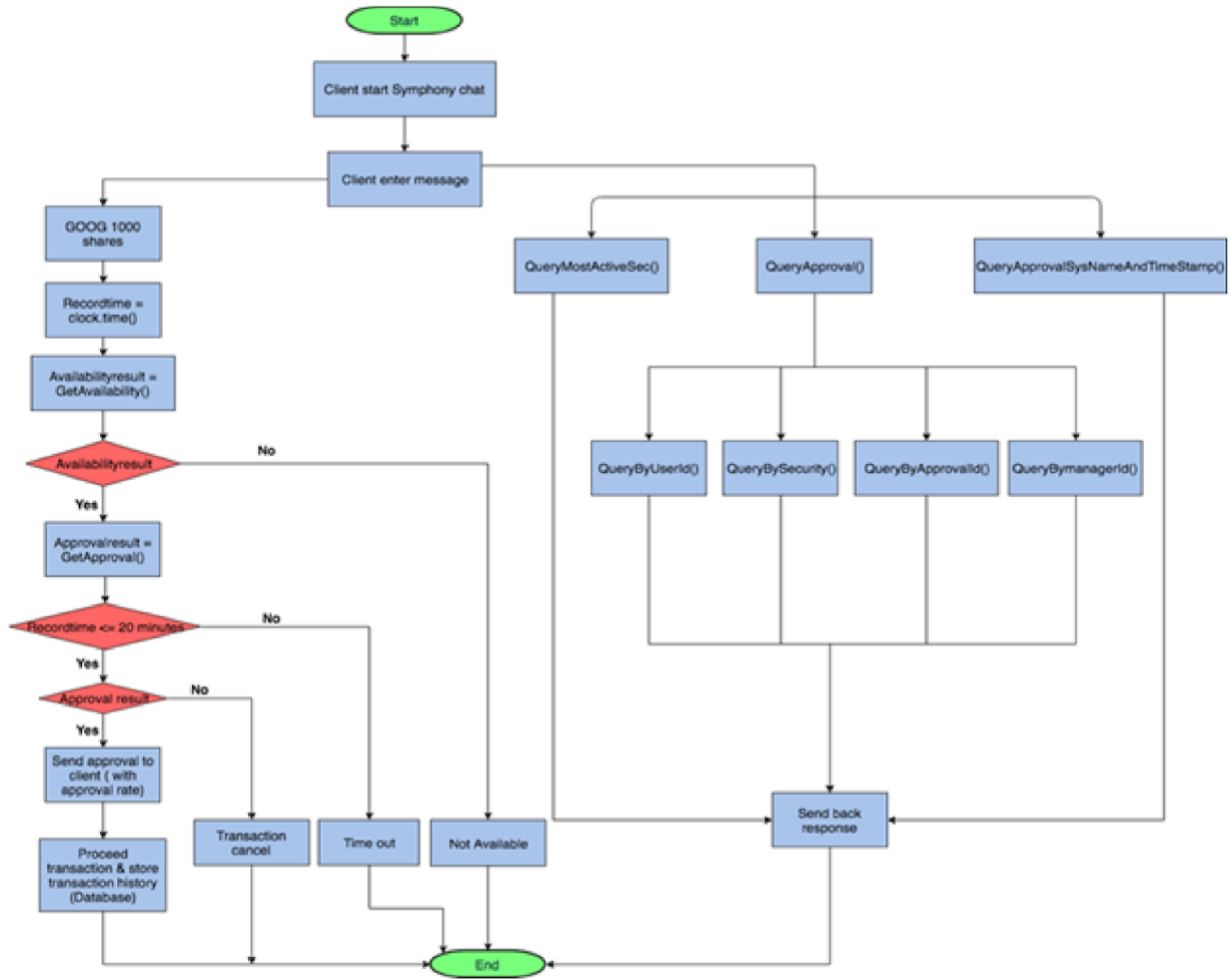 Start
Client start Symphony chat
Client enter message
GOOG 1000
shares
QueryMostActiveSec()
QueryApproval()
QueryApprovalSysNameAndTimeStamp()
Recordtime =
clock.time()
Availabilityresult =
GetAvailability()
Availabilityresult
No
Yes
QueryByUserId()
QueryBySecurity()
QueryByApprovalId()
QueryBymanagerId()
Approvalresult =
GetApproval()
Recordtime <= 20 minutes
No
Yes
Approval result
No
Yes
Send approval to
client ( with
approval rate)
Transaction
cancel
Time out
Not Available
Send back
response
Proceed
transaction & store
transaction history
(Database)
End